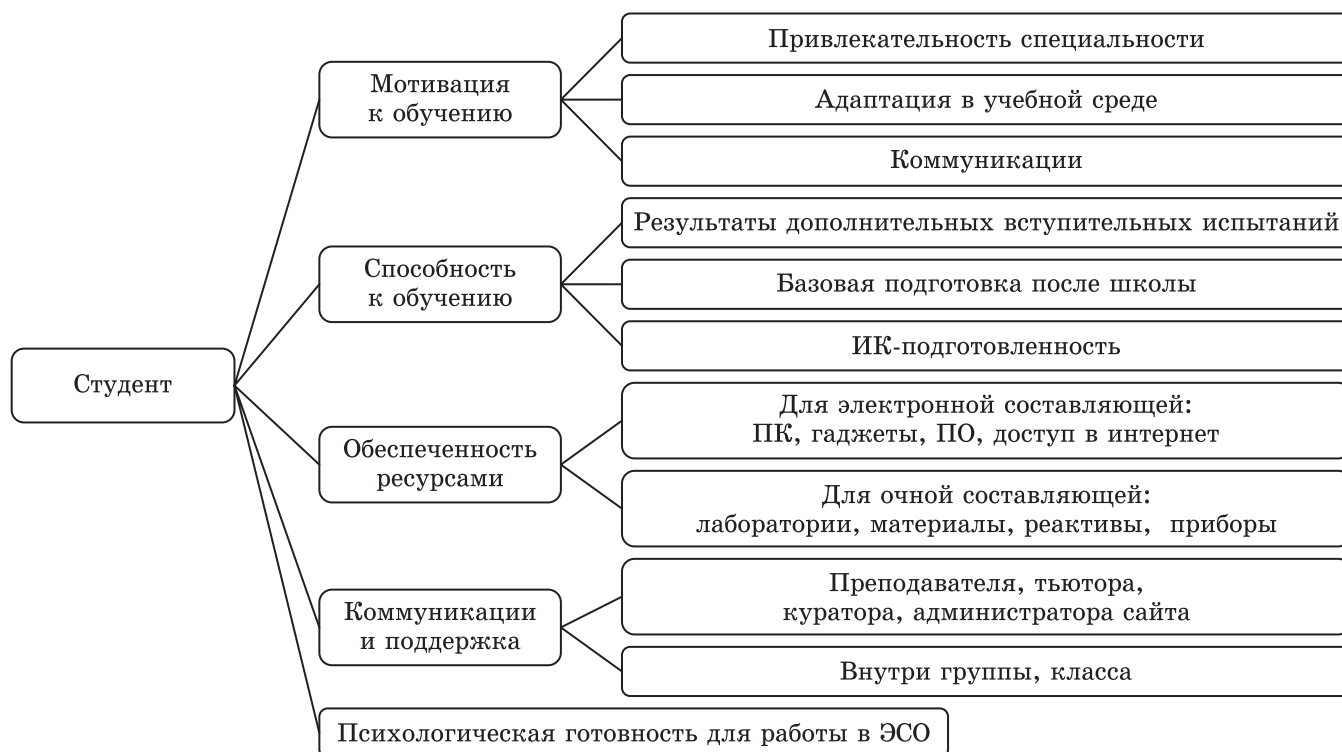 Студент
Мотивация
к обучению
Привлекательность специальности
Адаптация в учебной среде
Коммуникации
Способность
к обучению
Результаты дополнительных вступительных испытаний
Базовая подготовка после школы
ИК-подготовленность
Обеспеченность
ресурсами
Для электронной составляющей:
ПК, гаджеты, ПО, доступ в интернет
Для очной составляющей:
лаборатории, материалы, реактивы, приборы
Коммуникации
и поддержка
Преподавателя, тьютора,
куратора, администратора сайта
Внутри группы, класса
Психологическая готовность для работы в ЭСО